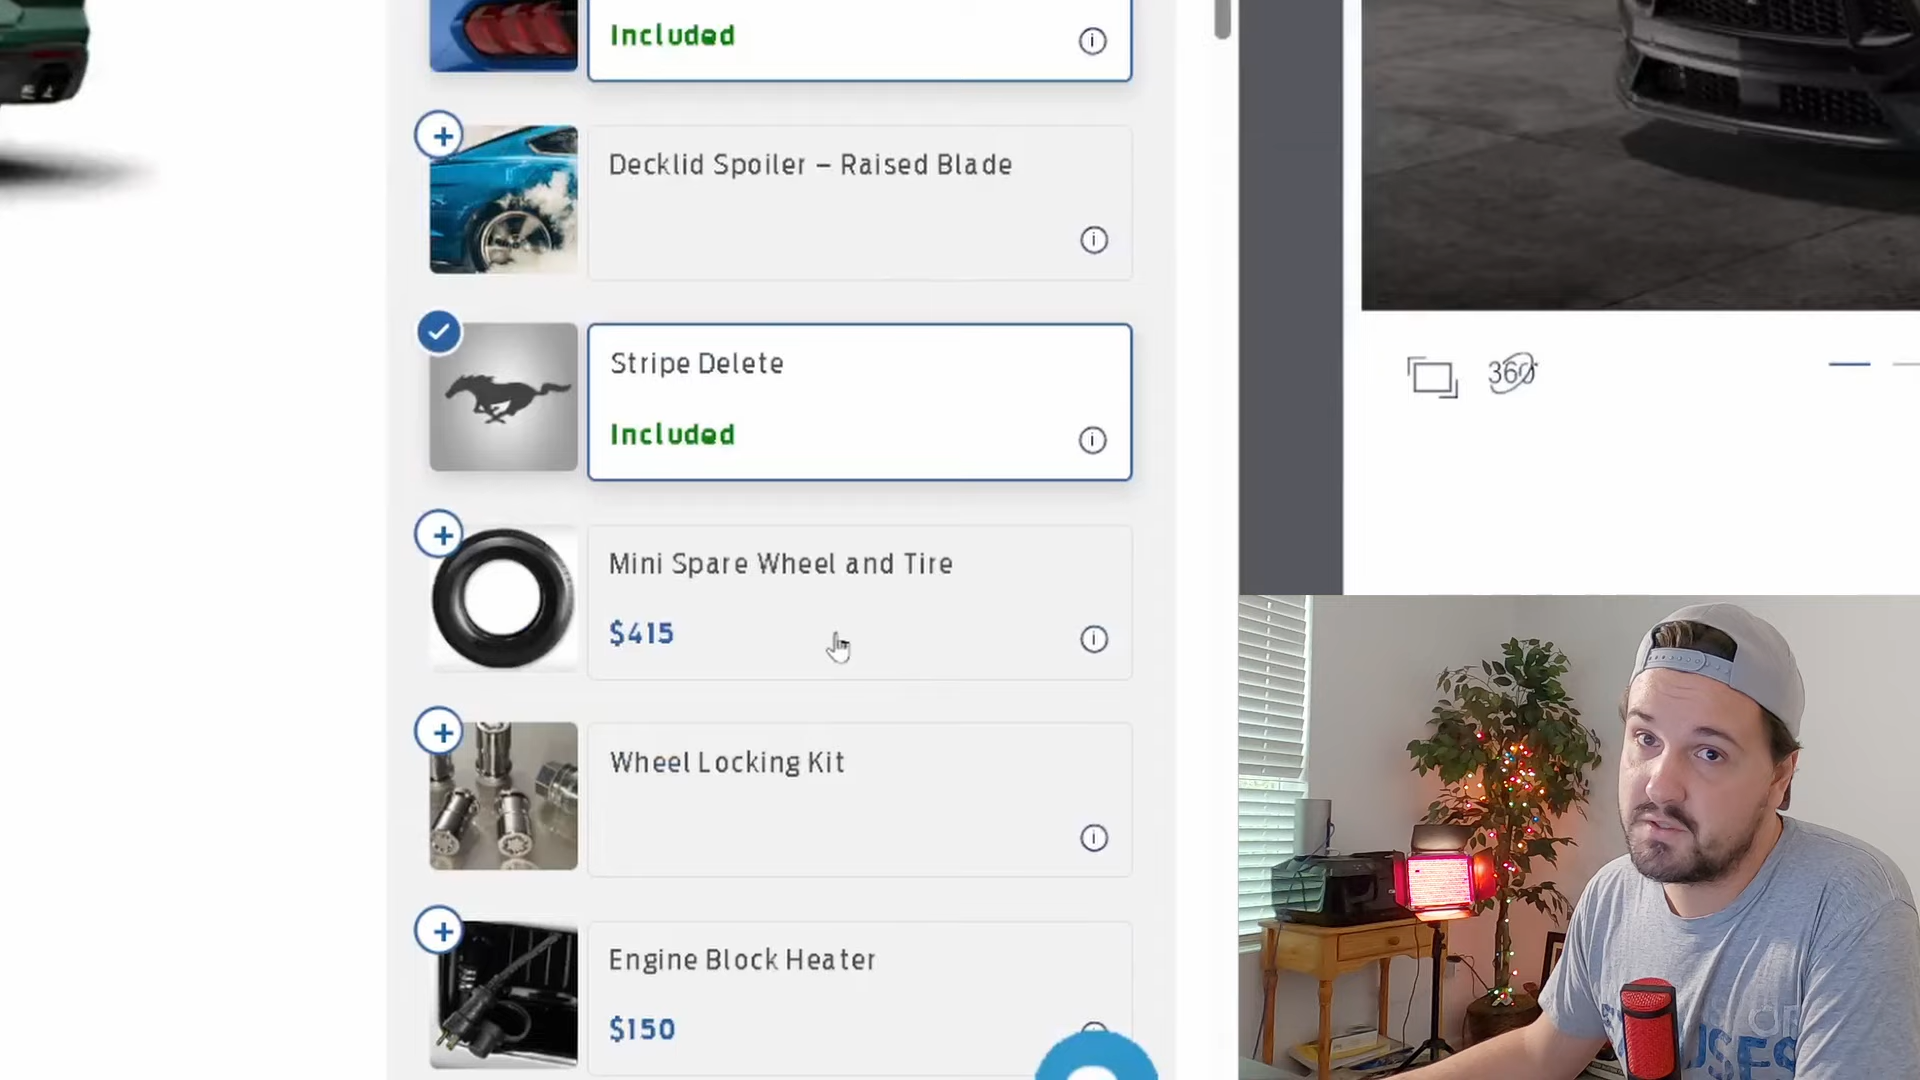 Included
Decklid Spoiler – Raised Blade
Stripe Delete
Included
Mini Spare Wheel and Tire
$415
Wheel Locking Kit
Engine Block Heater
$150
360